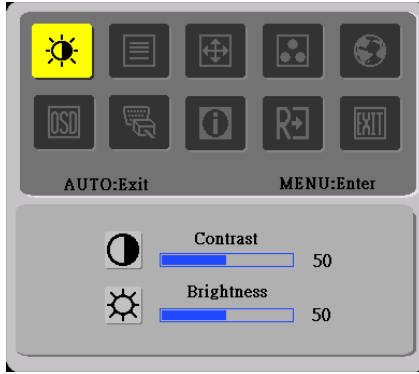 OSD i R EXIT
AUTO:Exit MENU:Enter
Contrast
50
Brightness
50